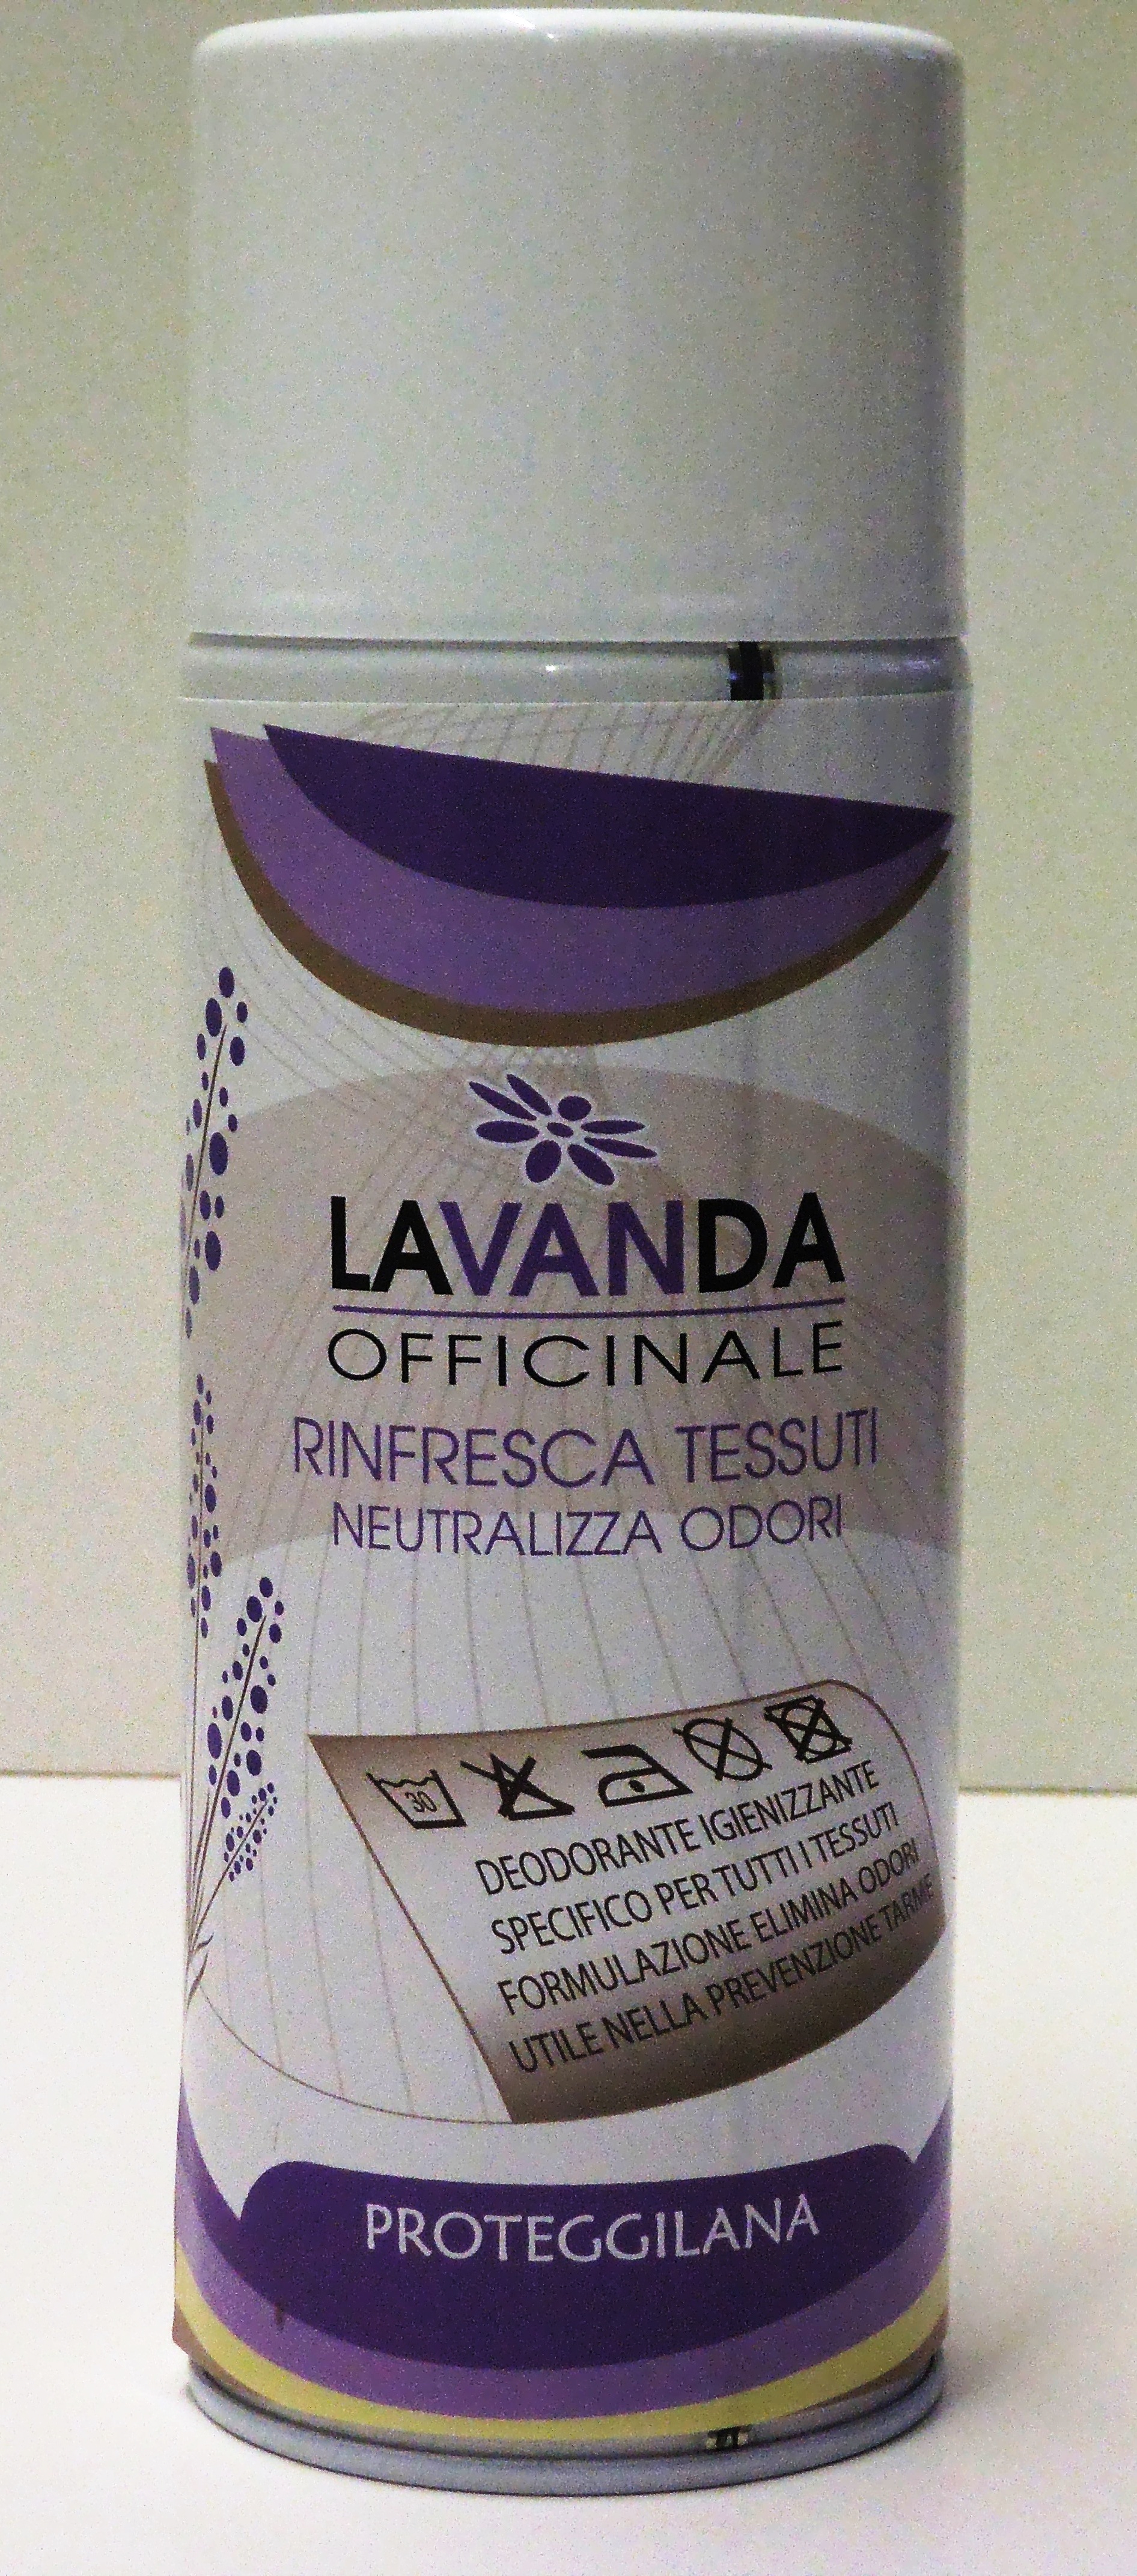 LAVANDA
OFFICINALE
RINFRESCA TESSUTI
NEUTRALIZZA ODORI
30
DEODORANTE IGIENIZZANTE
SPECIFICO PER TUTTI I TESSUTI
FORMULAZIONE ELIMINA ODORI
UTILE NELLA PREVENZIONE TARME
PROTEGGILANA